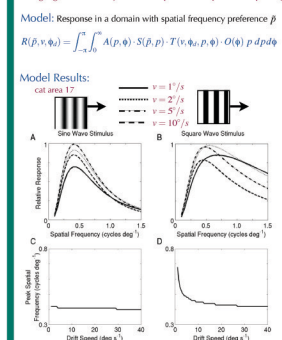 Model: Response in a domain with spatial frequency preference p̄
R(p̄, v, ϕ_d) = ∫_{-π}^{π} ∫_0^∞ A(p, ϕ) · S(p̄, p) · T(v, ϕ_d, p, ϕ) · O(ϕ) p dp dϕ
Model Results:
cat area 17
v = 1°/s
v = 2°/s
v = 5°/s
v = 10°/s
Sine Wave Stimulus
Square Wave Stimulus
A
B
Relative Response
1
0
0
0.5
1.0
1.5
1
0
0.5
1.0
1.5
Spatial Frequency (cycles deg⁻¹)
Spatial Frequency (cycles deg⁻¹)
C
D
Peak Spatial
Frequency (cycles deg⁻¹)
0.8
0.3
0
10
20
30
40
0.8
0.3
0
10
20
30
40
Drift Speed (deg s⁻¹)
Drift Speed (deg s⁻¹)